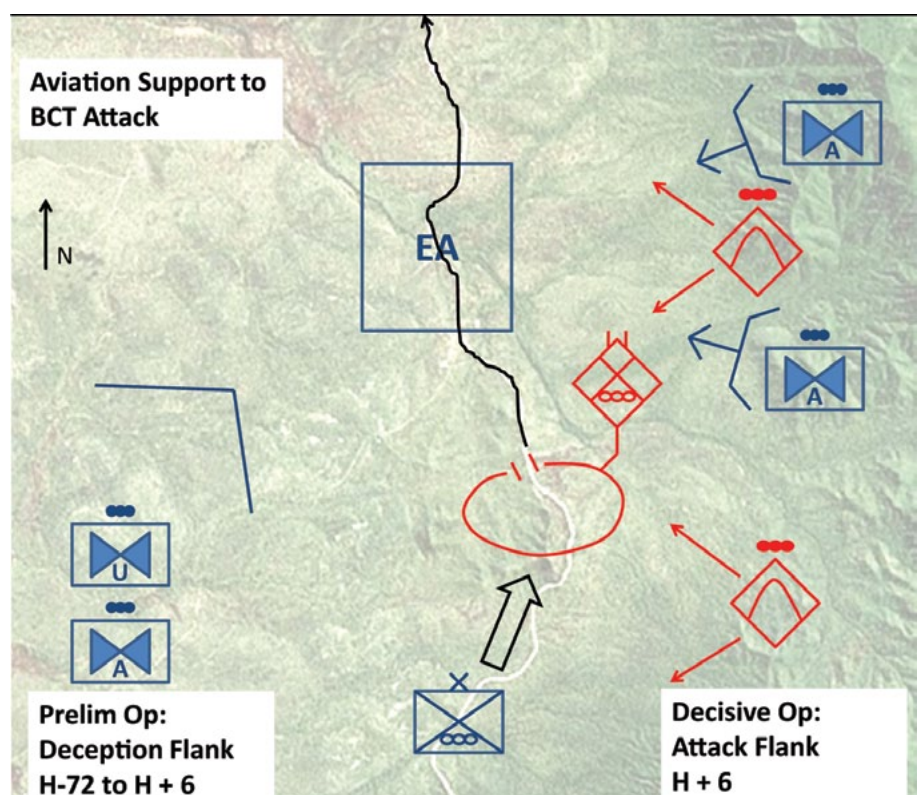 Aviation Support to
BCT Attack
A
N
EA
A
U
A
Prelim Op:
Deception Flank
H-72 to H + 6
Decisive Op:
Attack Flank
H + 6